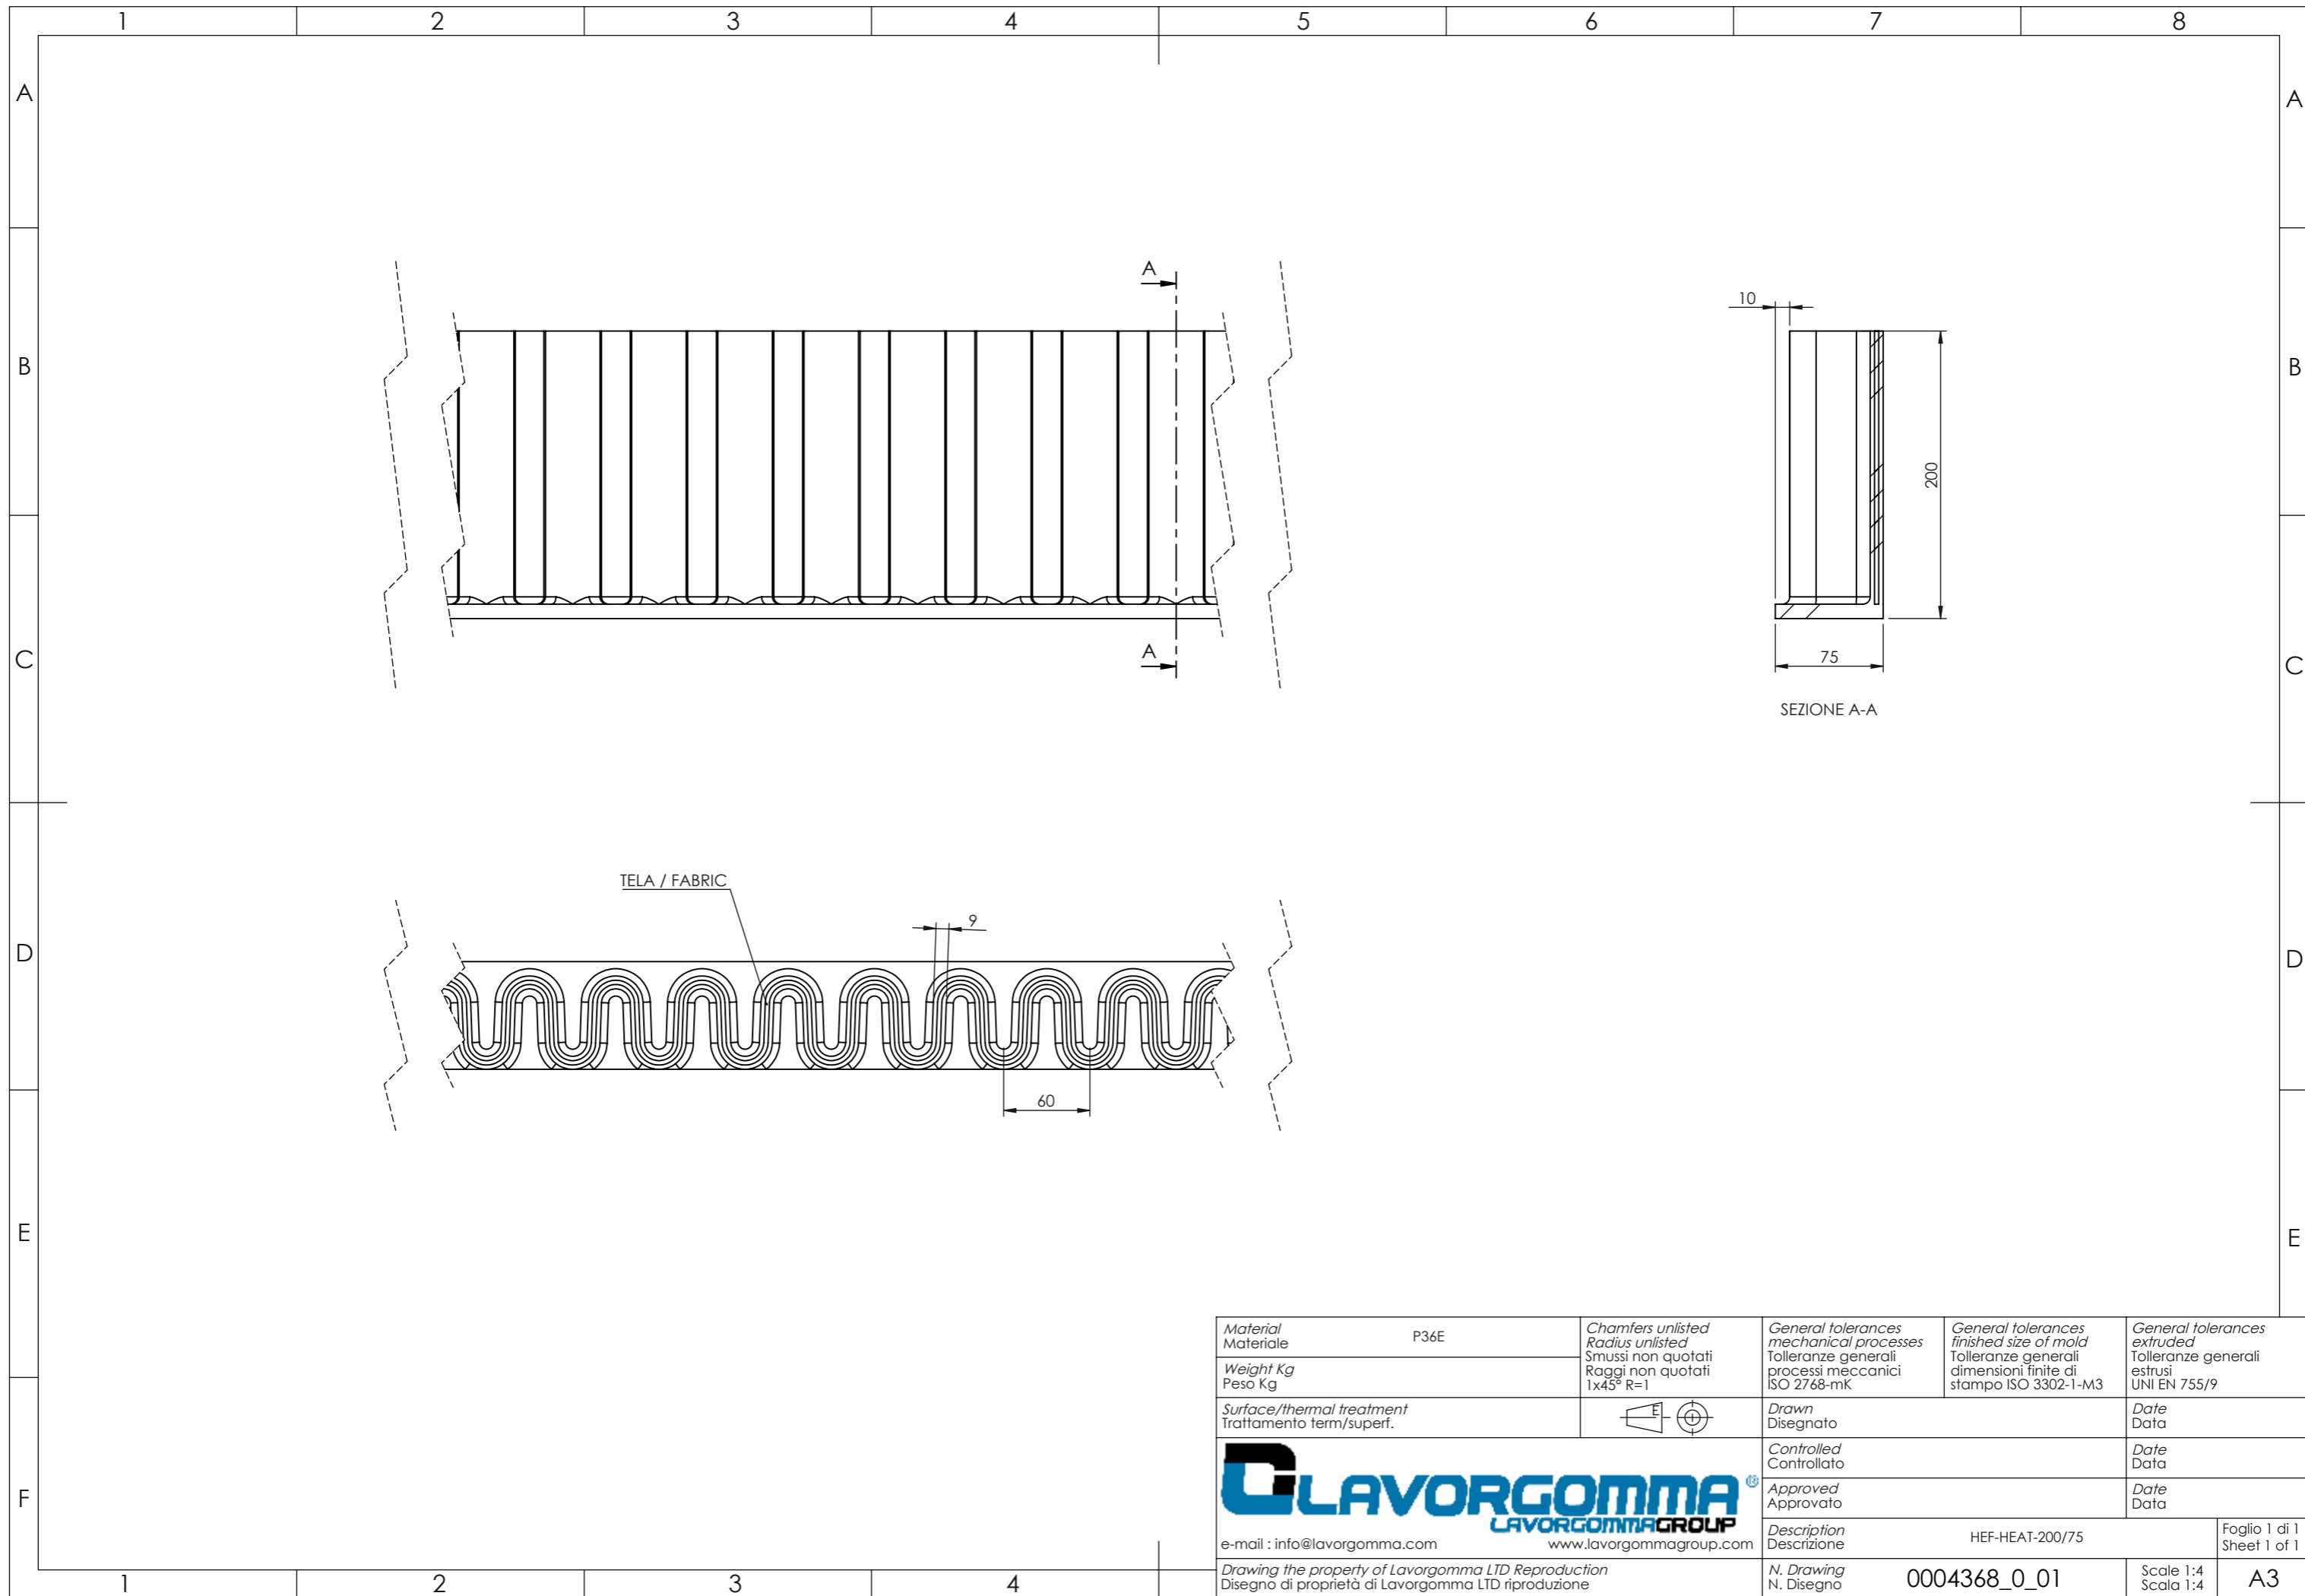 1 2 3 4 5 6 7 8
A A
A
10
B B
200
A
C C
75
SEZIONE A-A
TELA / FABRIC
9
D D
60
E E
Material
Materiale
P36E
Weight Kg
Peso Kg
Surface/thermal treatment
Trattamento term/superf.
Chamfers unlisted
Radius unlisted
Smussi non quotati
Raggi non quotati
1x45° R=1
E
General tolerances
mechanical processes
Tolleranze generali
processi meccanici
ISO 2768-mK
General tolerances
finished size of mold
Tolleranze generali
dimensioni finite di
stampo ISO 3302-1-M3
General tolerances
extruded
Tolleranze generali
estrusi
UNI EN 755/9
Drawn
Disegnato
Date
Data
Controlled
Controllato
Date
Data
Approved
Approvato
Date
Data
F
LAVORGOMMA®
LAVORGOMMAGROUP
e-mail : info@lavorgomma.com www.lavorgommagroup.com
Description
Descrizione
HEF-HEAT-200/75
Foglio 1 di 1
Sheet 1 of 1
Drawing the property of Lavorgomma LTD Reproduction
Disegno di proprietà di Lavorgomma LTD riproduzione
N. Drawing
N. Disegno
0004368_0_01
Scale 1:4
Scala 1:4
A3
1 2 3 4